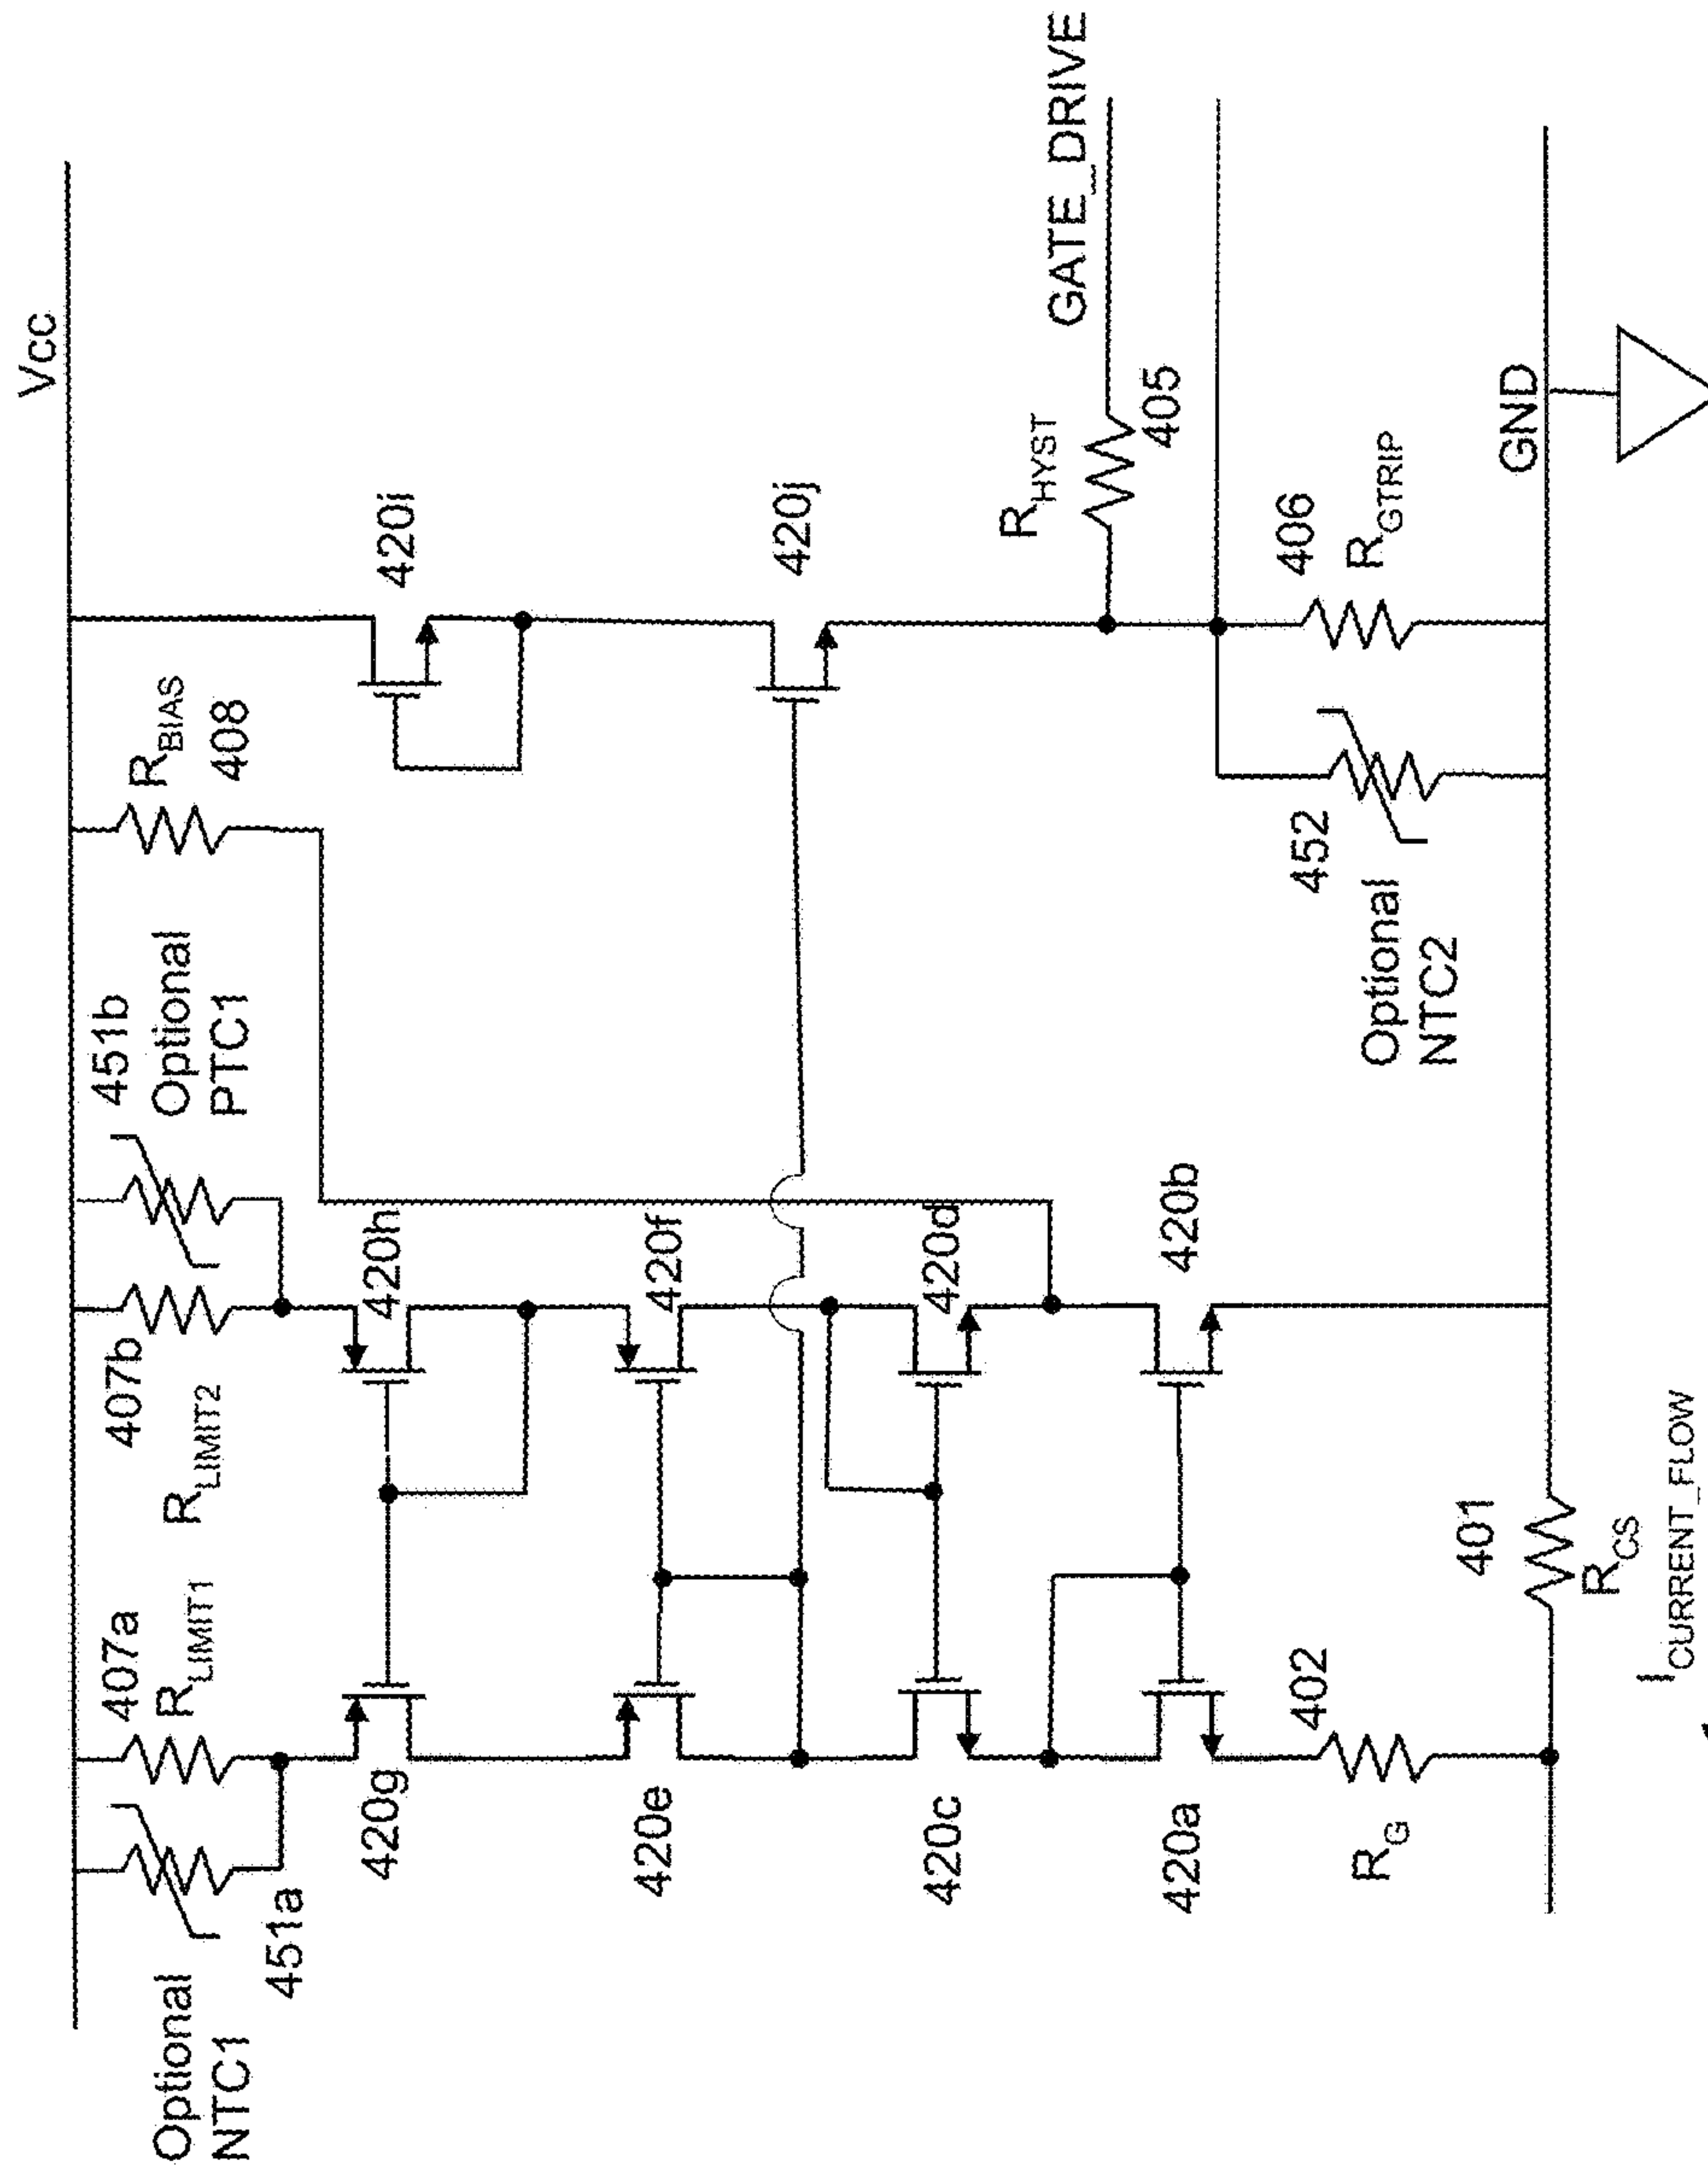 Vcc
Optional
NTC1
451a
407a
R_LIMIT1
407b
R_LIMIT2
451b
Optional
PTC1
R_BIAS
408
420g
420h
420i
420e
420f
420j
420c
420d
420a
420b
R_HYST
405
GATE_DRIVE
402
R_G
452
Optional
NTC2
406
R_GTRIP
401
R_CS
GND
I_CURRENT_FLOW